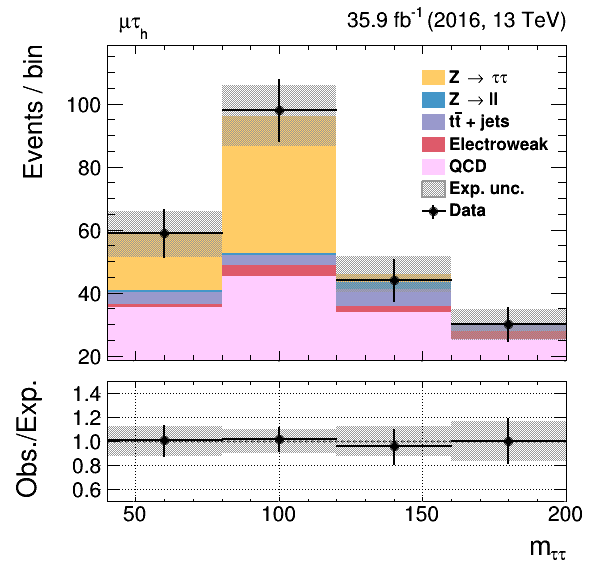 μτh
35.9 fb-1 (2016, 13 TeV)
Events / bin
100
80
60
40
20
Z → ττ
Z → ll
tt̄ + jets
Electroweak
QCD
Exp. unc.
Data
Obs./Exp.
1.4
1.2
1.0
0.8
0.6
50
100
150
200
mττ